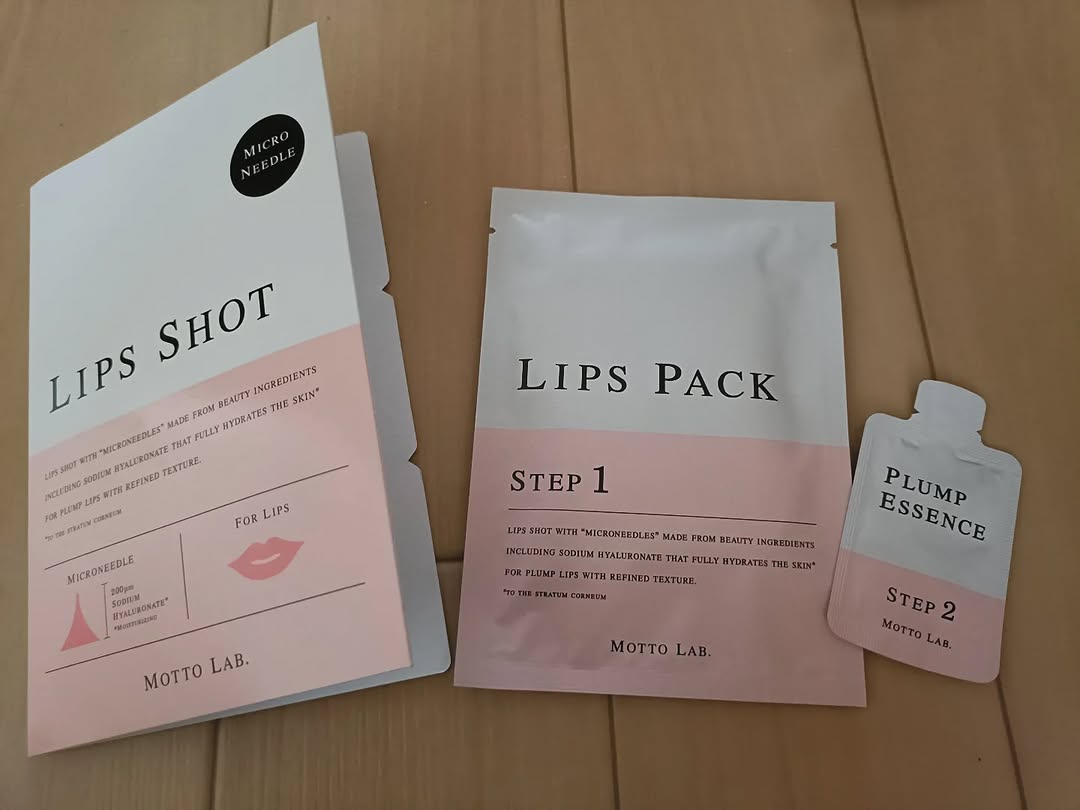 MICRO
NEEDLE
LIPS SHOT
LIPS SHOT WITH "MICRONEEDLES" MADE FROM BEAUTY INGREDIENTS
INCLUDING SODIUM HYALURONATE THAT FULLY HYDRATES THE SKIN*
FOR PLUMP LIPS WITH REFINED TEXTURE.
*TO THE STRATUM CORNEUM
MICRONEEDLE
200μm
SODIUM
HYALURONATE*
*MOISTURIZING
FOR LIPS
MOTTO LAB.
LIPS PACK
STEP 1
LIPS SHOT WITH "MICRONEEDLES" MADE FROM BEAUTY INGREDIENTS
INCLUDING SODIUM HYALURONATE THAT FULLY HYDRATES THE SKIN*
FOR PLUMP LIPS WITH REFINED TEXTURE.
*TO THE STRATUM CORNEUM
MOTTO LAB.
PLUMP
ESSENCE
STEP 2
MOTTO LAB.